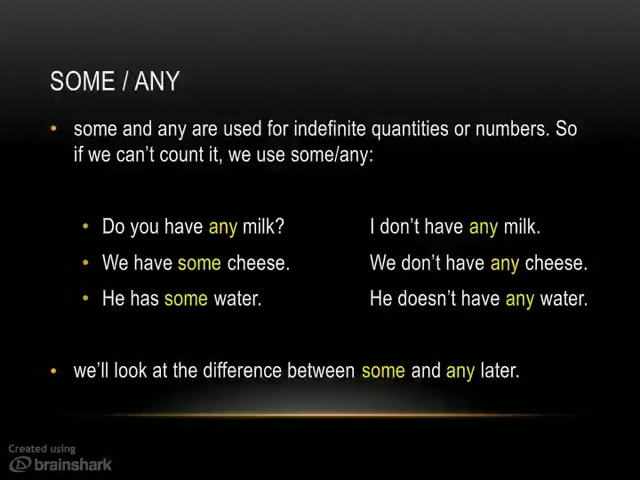 SOME / ANY
• some and any are used for indefinite quantities or numbers. So
if we can't count it, we use some/any:
• Do you have any milk? I don't have any milk.
• We have some cheese. We don't have any cheese.
• He has some water. He doesn't have any water.
• we'll look at the difference between some and any later.
Created using
brainshark